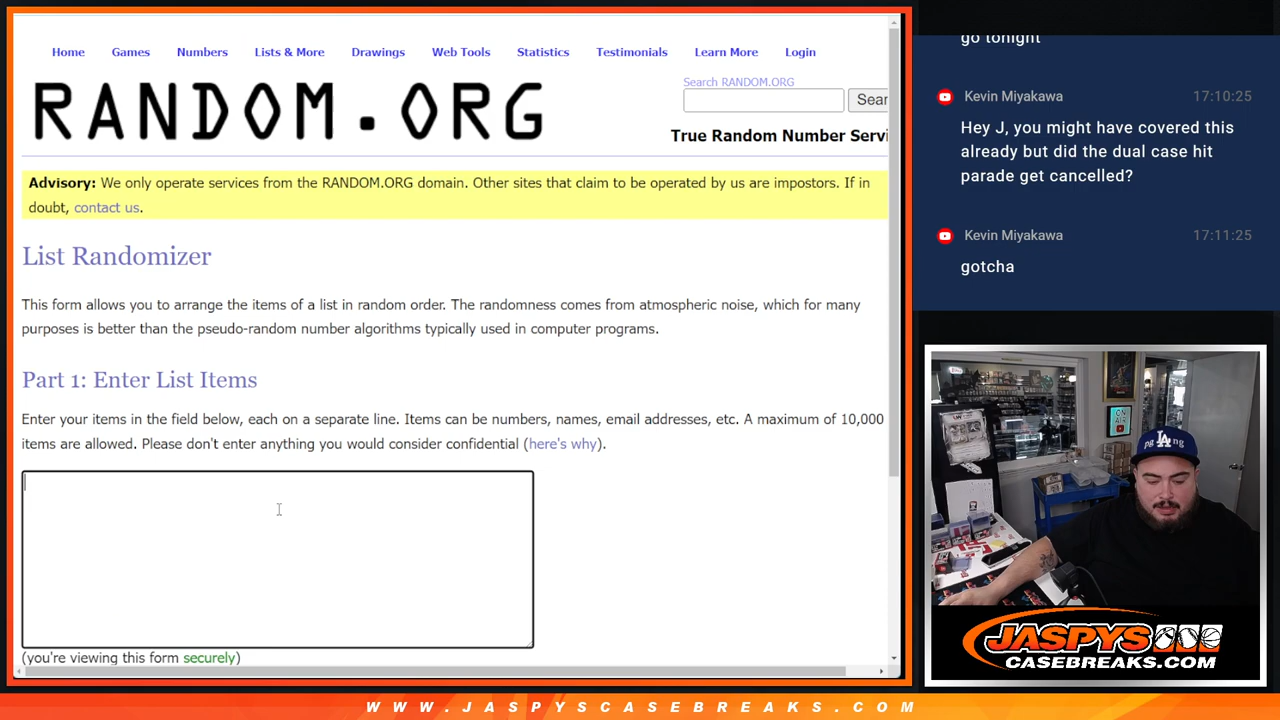 Home Games Numbers Lists & More Drawings Web Tools Statistics Testimonials Learn More Login
RANDOM.ORG
Search RANDOM.ORG
Sear
True Random Number Servi
Advisory: We only operate services from the RANDOM.ORG domain. Other sites that claim to be operated by us are impostors. If in
doubt, contact us.
List Randomizer
This form allows you to arrange the items of a list in random order. The randomness comes from atmospheric noise, which for many
purposes is better than the pseudo-random number algorithms typically used in computer programs.
Part 1: Enter List Items
Enter your items in the field below, each on a separate line. Items can be numbers, names, email addresses, etc. A maximum of 10,000
items are allowed. Please don't enter anything you would consider confidential (here's why).
(you're viewing this form securely)
go tonight
Kevin Miyakawa 17:10:25
Hey J, you might have covered this
already but did the dual case hit
parade get cancelled?
Kevin Miyakawa 17:11:25
gotcha
ON
AIR
LA
JASPYS
CASEBREAKS.COM
WWW.JASPYSCASEBREAKS.COM